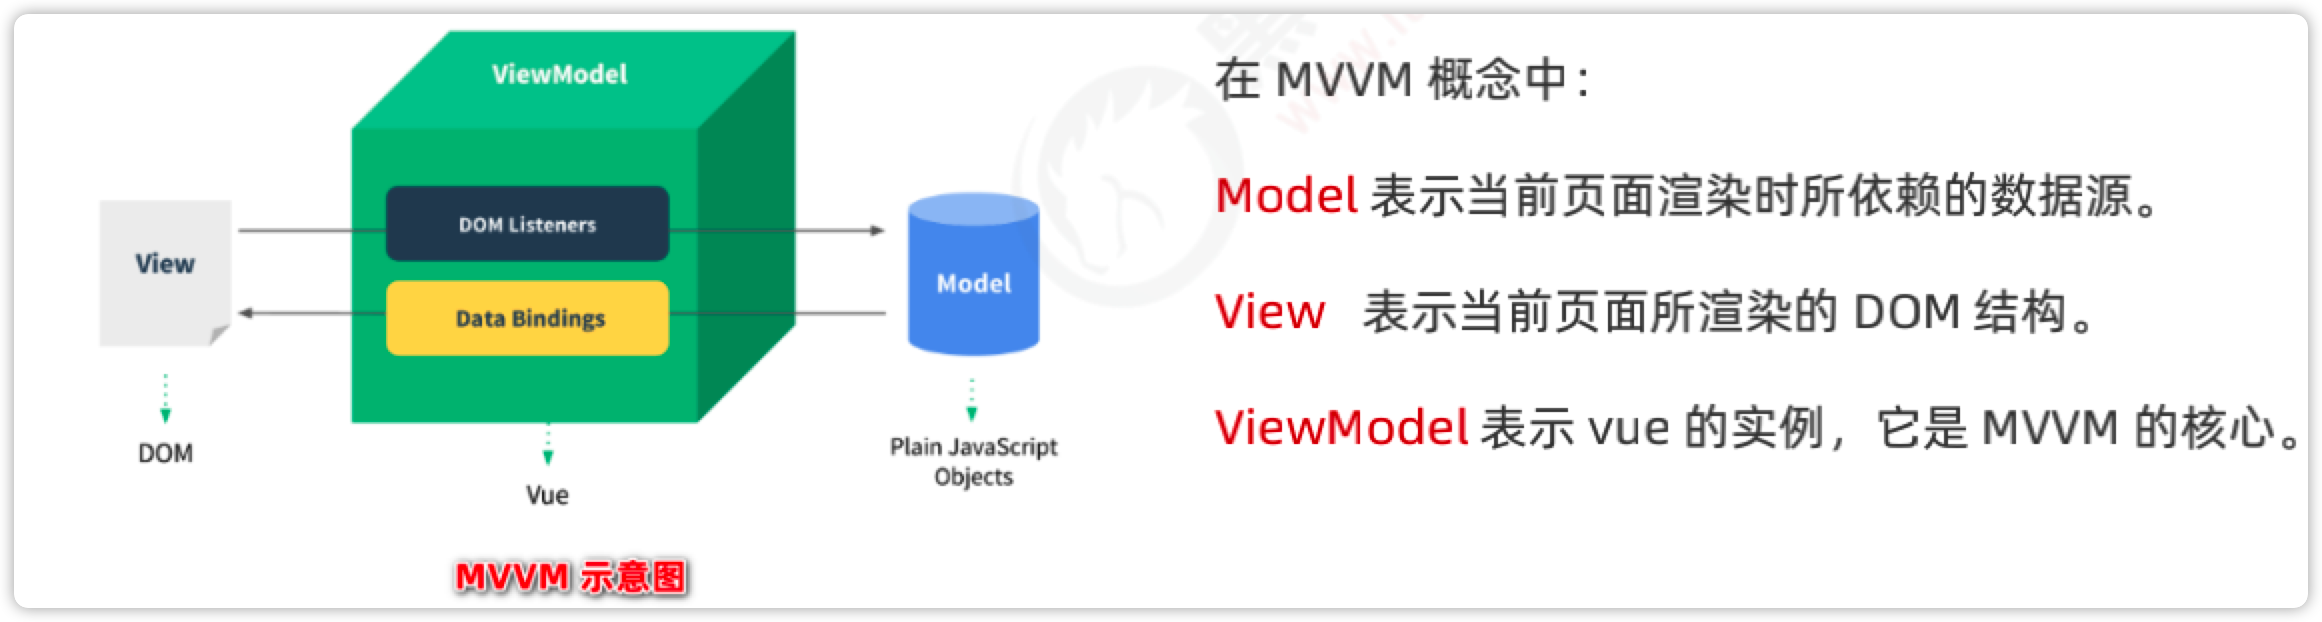 ViewModel
DOM Listeners
View
Data Bindings
Model
DOM
Plain JavaScript
Objects
Vue
MVVM 示意图
在 MVVM 概念中：
Model 表示当前页面渲染时所依赖的数据源。
View 表示当前页面所渲染的 DOM 结构。
ViewModel 表示 vue 的实例，它是 MVVM 的核心。